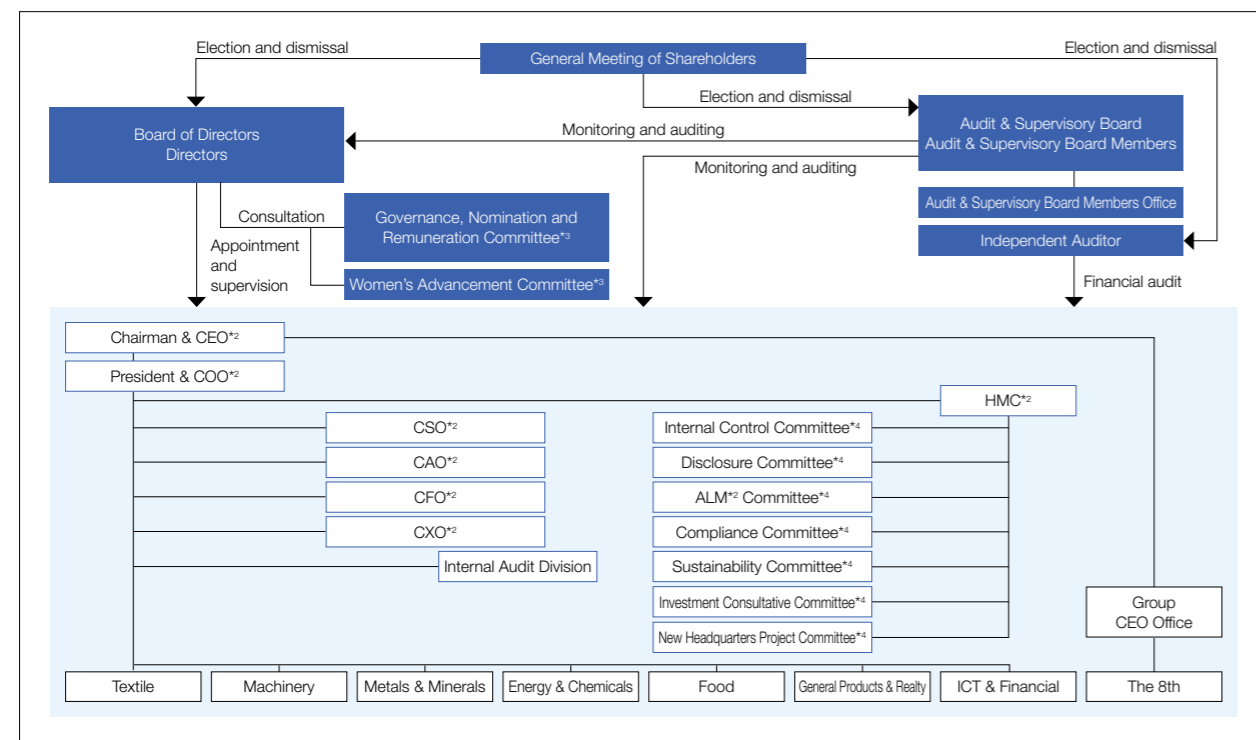 Election and dismissal
General Meeting of Shareholders
Election and dismissal
Election and dismissal
Board of Directors
Directors
Monitoring and auditing
Audit & Supervisory Board
Audit & Supervisory Board Members
Monitoring and auditing
Audit & Supervisory Board Members Office
Independent Auditor
Consultation
Governance, Nomination and
Remuneration Committee*3
Appointment
and
supervision
Women's Advancement Committee*3
Financial audit
Chairman & CEO*2
President & COO*2
HMC*2
CSO*2
Internal Control Committee*4
CAO*2
Disclosure Committee*4
CFO*2
ALM*2 Committee*4
CXO*2
Compliance Committee*4
Internal Audit Division
Sustainability Committee*4
Investment Consultative Committee*4
New Headquarters Project Committee*4
Group
CEO Office
Textile
Machinery
Metals & Minerals
Energy & Chemicals
Food
General Products & Realty
ICT & Financial
The 8th